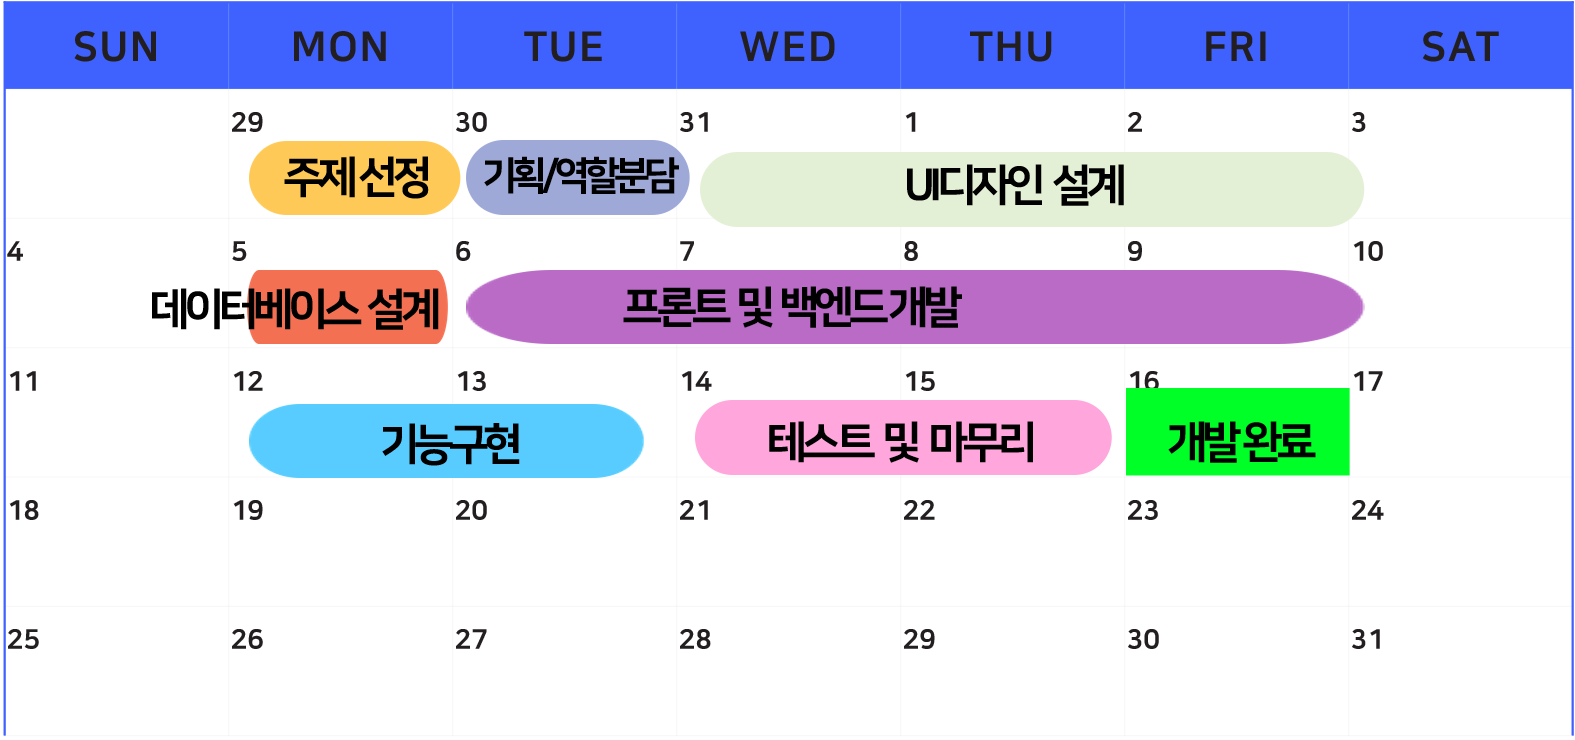 SUN MON TUE WED THU FRI SAT
29 30 31 1 2 3
주제 선정 기획/역할분담 UI디자인 설계
4 5 6 7 8 9 10
데이터베이스 설계 프론트 및 백엔드 개발
11 12 13 14 15 16 17
기능구현 테스트 및 마무리 개발 완료
18 19 20 21 22 23 24
25 26 27 28 29 30 31